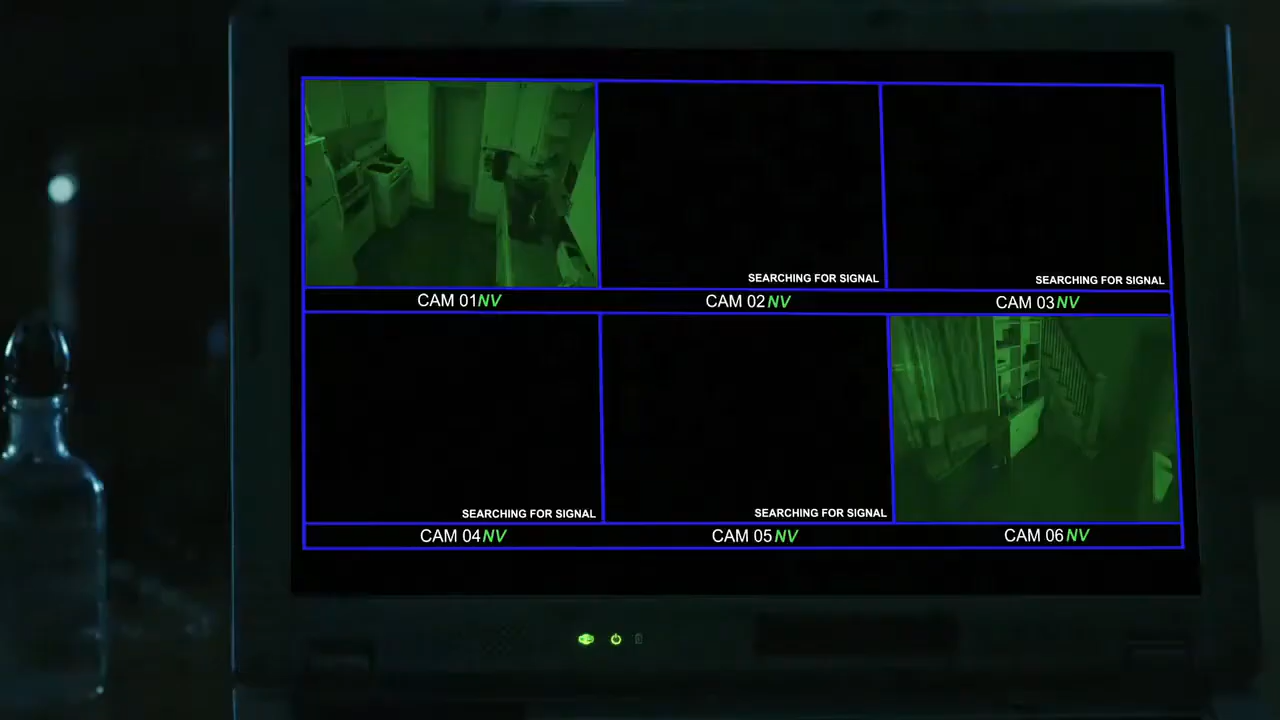 SEARCHING FOR SIGNAL
SEARCHING FOR SIGNAL
CAM 01NV
CAM 02NV
CAM 03NV
SEARCHING FOR SIGNAL
SEARCHING FOR SIGNAL
CAM 04NV
CAM 05NV
CAM 06NV